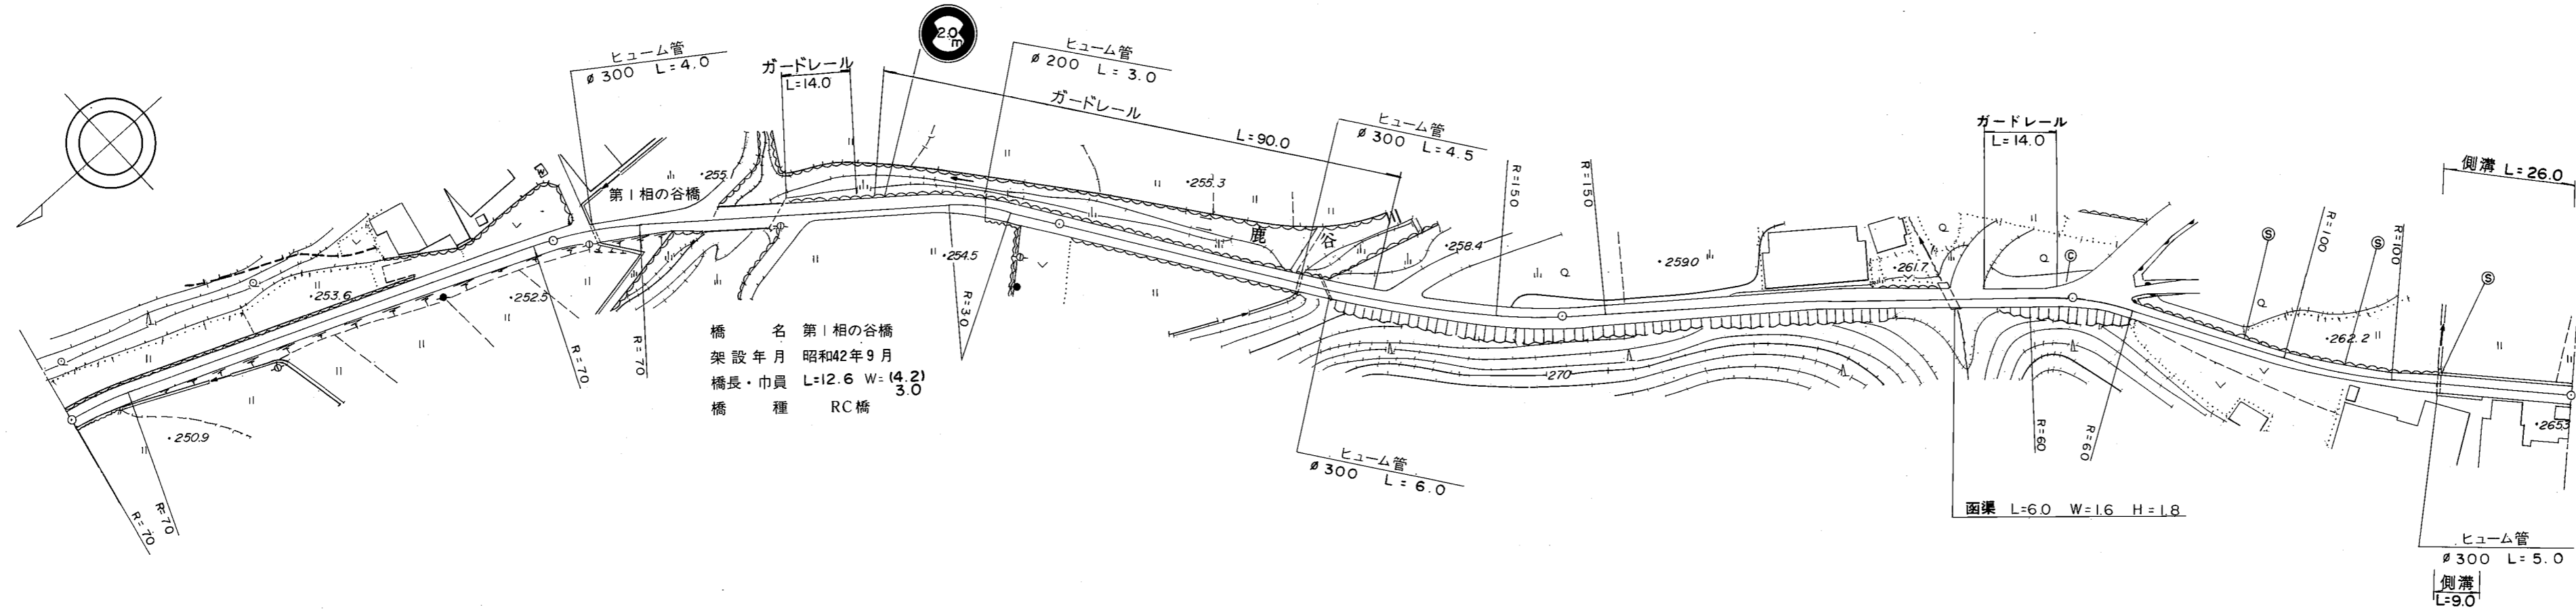 2.0
m
ヒューム管
ø 300 L=4.0
ガードレール
L=14.0
ヒューム管
ø 200 L=3.0
ガードレール
L=90.0
ヒューム管
ø 300 L=4.5
ガードレール
L=14.0
側溝 L=26.0
第1相の谷橋
・255.1
・255.3
鹿谷
・258.4
R=150
R=150
・259.0
・261.7
C
S
R=100
S
R=100
S
・253.6
・252.5
・254.5
・262.2
・265.3
・250.9
R=70
R=70
R=70
R=70
R=30
270
R=60
R=60
橋名 第1相の谷橋
架設年月 昭和42年9月
橋長・巾員 L=12.6 W=(4.2)
3.0
橋種 RC橋
ヒューム管
ø 300 L=6.0
函渠 L=6.0 W=1.6 H=1.8
ヒューム管
ø 300 L=5.0
側溝
L=9.0